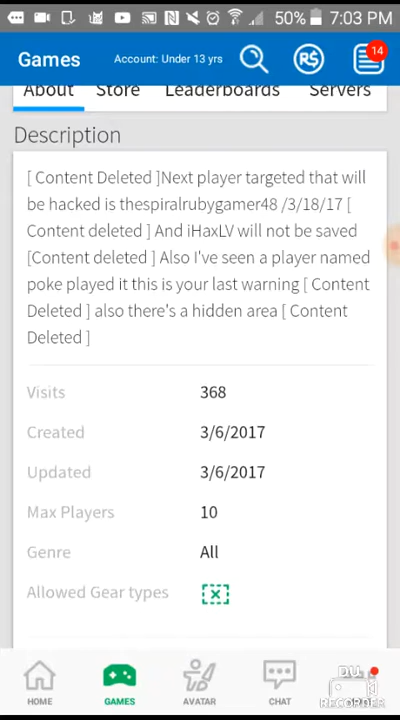 50% 7:03 PM
Games Account: Under 13 yrs R$ 14
About Store Leaderboards Servers
Description
[ Content Deleted ]Next player targeted that will
be hacked is thespiralrubygamer48 /3/18/17 [
Content deleted ] And iHaxLV will not be saved
[Content deleted ] Also I've seen a player named
poke played it this is your last warning [ Content
Deleted ] also there's a hidden area [ Content
Deleted ]
Visits 368
Created 3/6/2017
Updated 3/6/2017
Max Players 10
Genre All
Allowed Gear types
DU
HOME GAMES AVATAR CHAT RECORDER